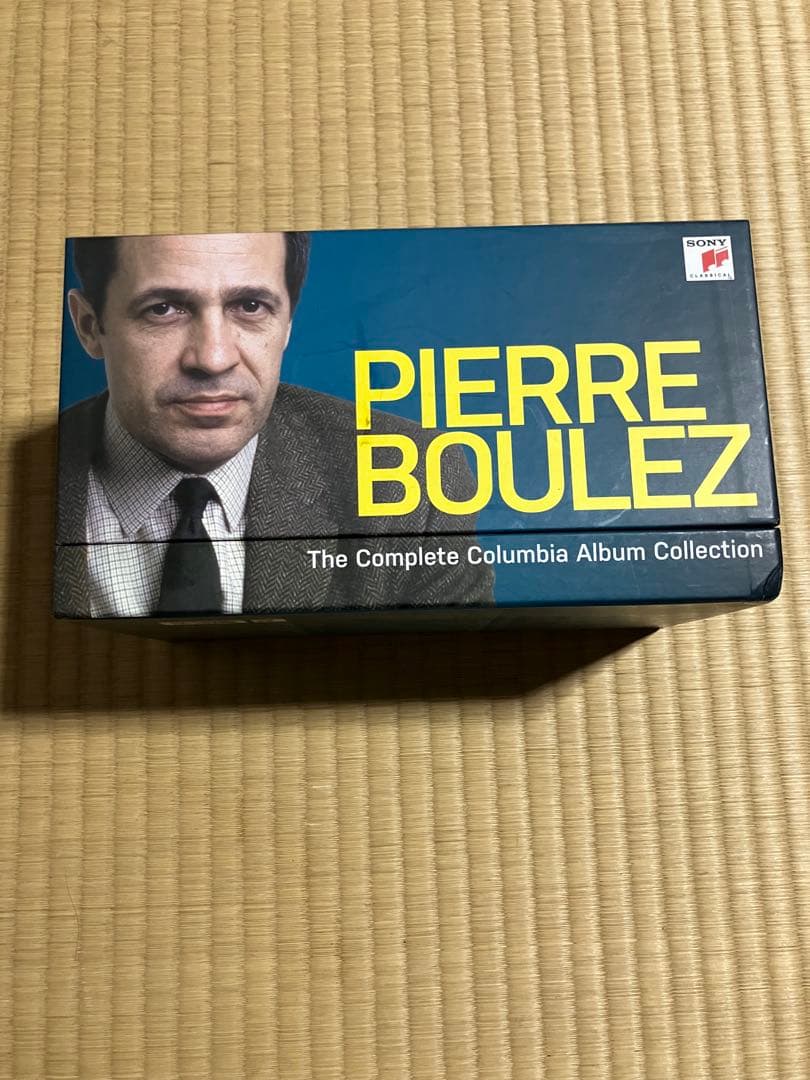 SONY
CLASSICAL
PIERRE
BOULEZ
The Complete Columbia Album Collection